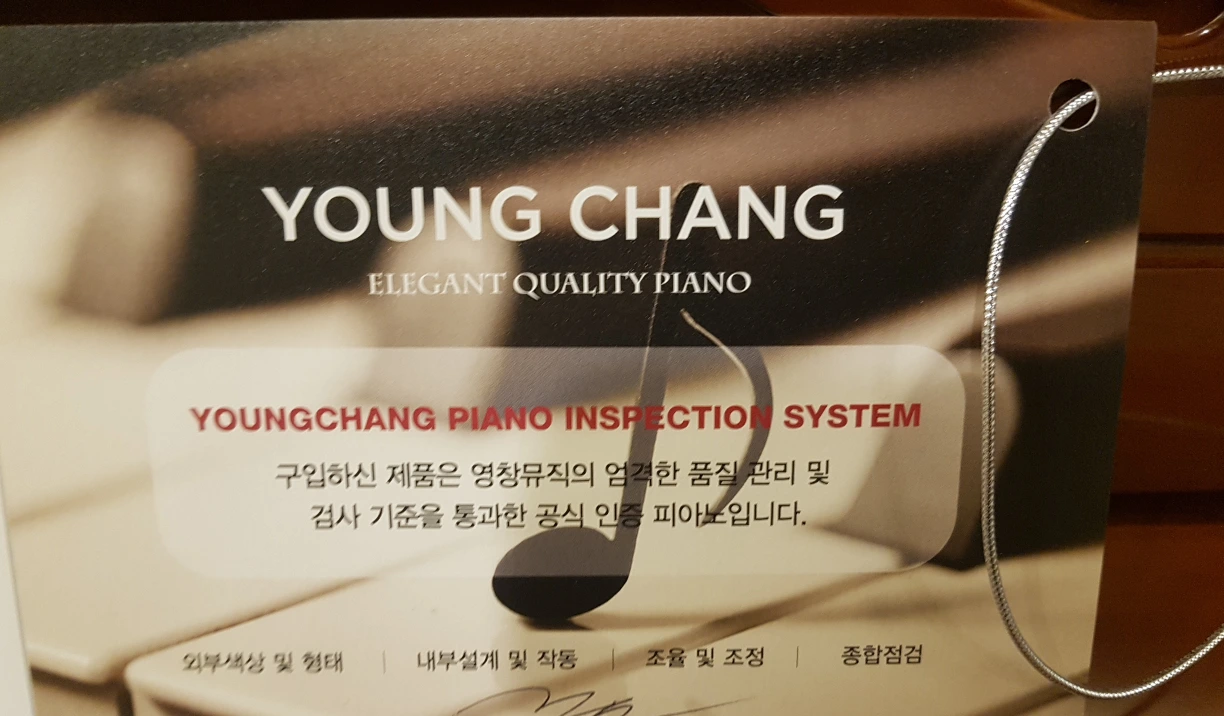 YOUNG CHANG
ELEGANT QUALITY PIANO
YOUNGCHANG PIANO INSPECTION SYSTEM
구입하신 제품은 영창뮤직의 엄격한 품질 관리 및
검사 기준을 통과한 공식 인증 피아노입니다.
외부색상 및 형태 | 내부설계 및 작동 | 조율 및 조정 | 종합점검